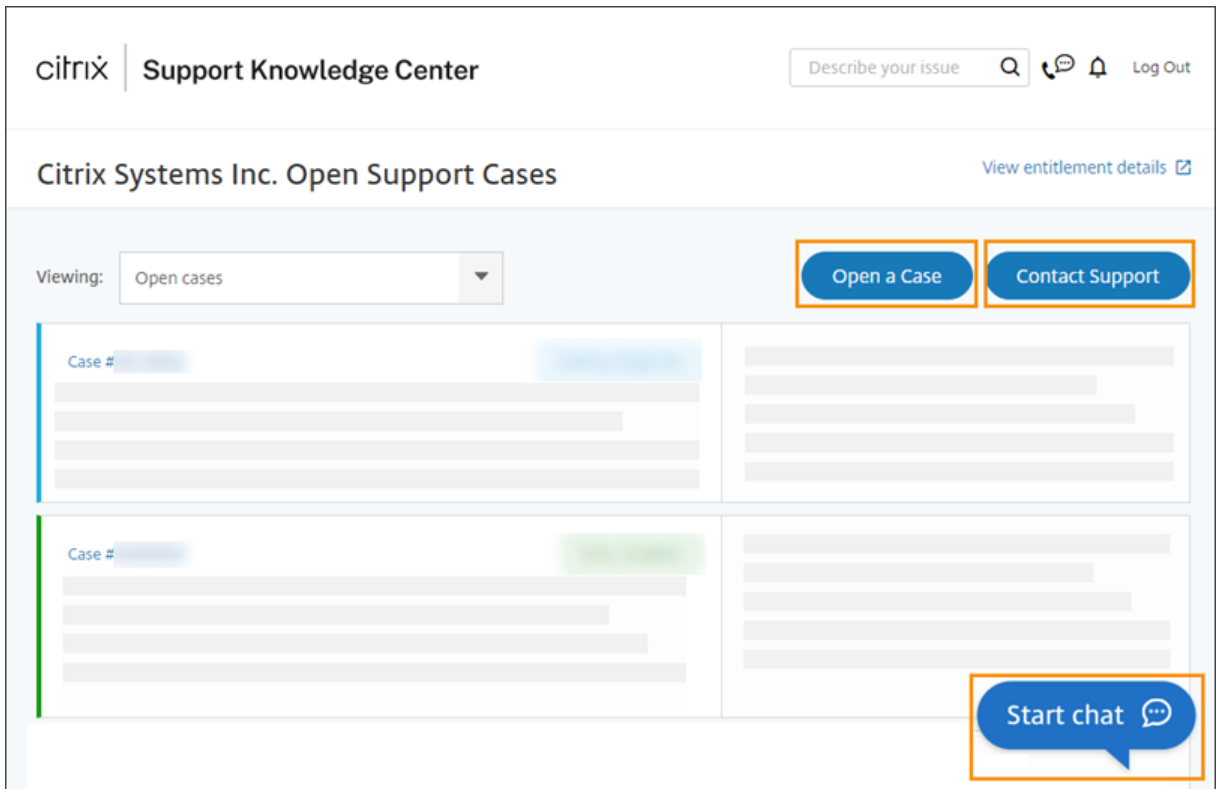 citrix Support Knowledge Center
Describe your issue
Log Out
Citrix Systems Inc. Open Support Cases
View entitlement details
Viewing:
Open cases
Open a Case
Contact Support
Case #
Case #
Start chat